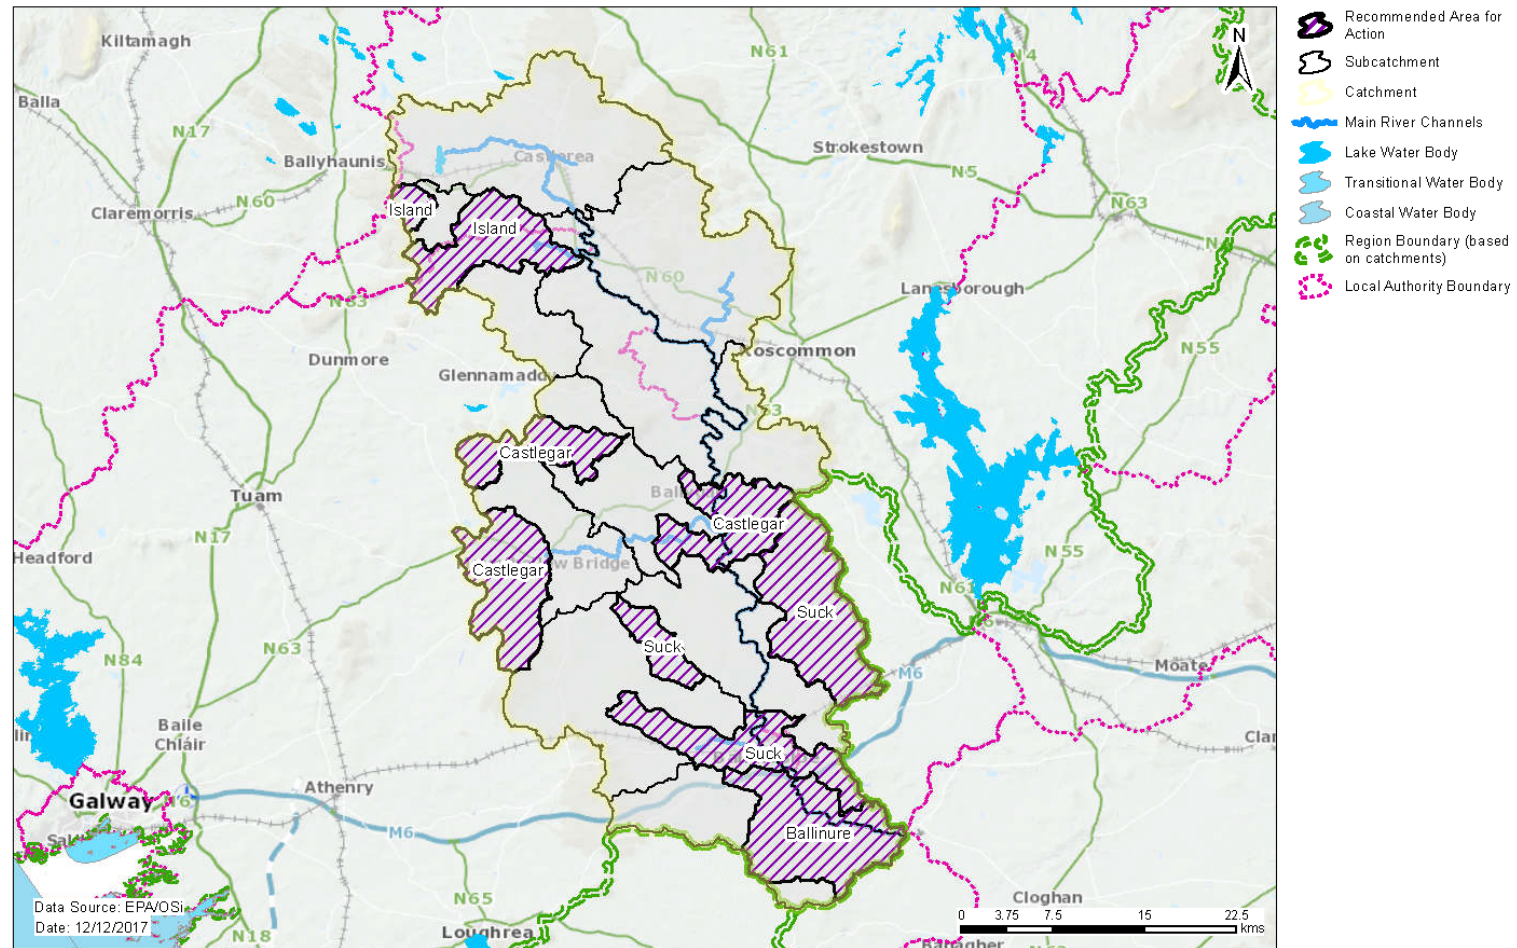 Kiltamagh
N61
N4
N
Balla
N17
Ballyhaunis
Castlerea
Strokestown
N5
Claremorris
N60
Island
Island
N63
N4
N60
Lanesborough
N83
Dunmore
Glennamaddy
Roscommon
N55
N63
Castlegar
Tuam
Castlegar
N17
Headford
Castlegar
N55
N61
Suck
Suck
N84
N63
M6
Moate
Baile
Chláir
Suck
Athenry
Galway
N6
M6
Ballinure
N65
Cloghan
Data Source: EPA/OSi
Date: 12/12/2017
N18
Loughrea
0 3.75 7.5 15 22.5
kms
Recommended Area for
Action
Subcatchment
Catchment
Main River Channels
Lake Water Body
Transitional Water Body
Coastal Water Body
Region Boundary (based
on catchments)
Local Authority Boundary